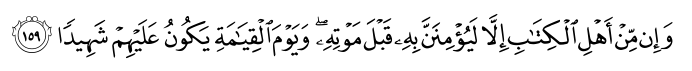 وَإِن مِّنْ أَهْلِ ٱلْكِتَٰبِ إِلَّا لَيُؤْمِنَنَّ بِهِۦ قَبْلَ مَوْتِهِۦ ۖ وَيَوْمَ ٱلْقِيَٰمَةِ يَكُونُ عَلَيْهِمْ شَهِيدًا ١٥٩